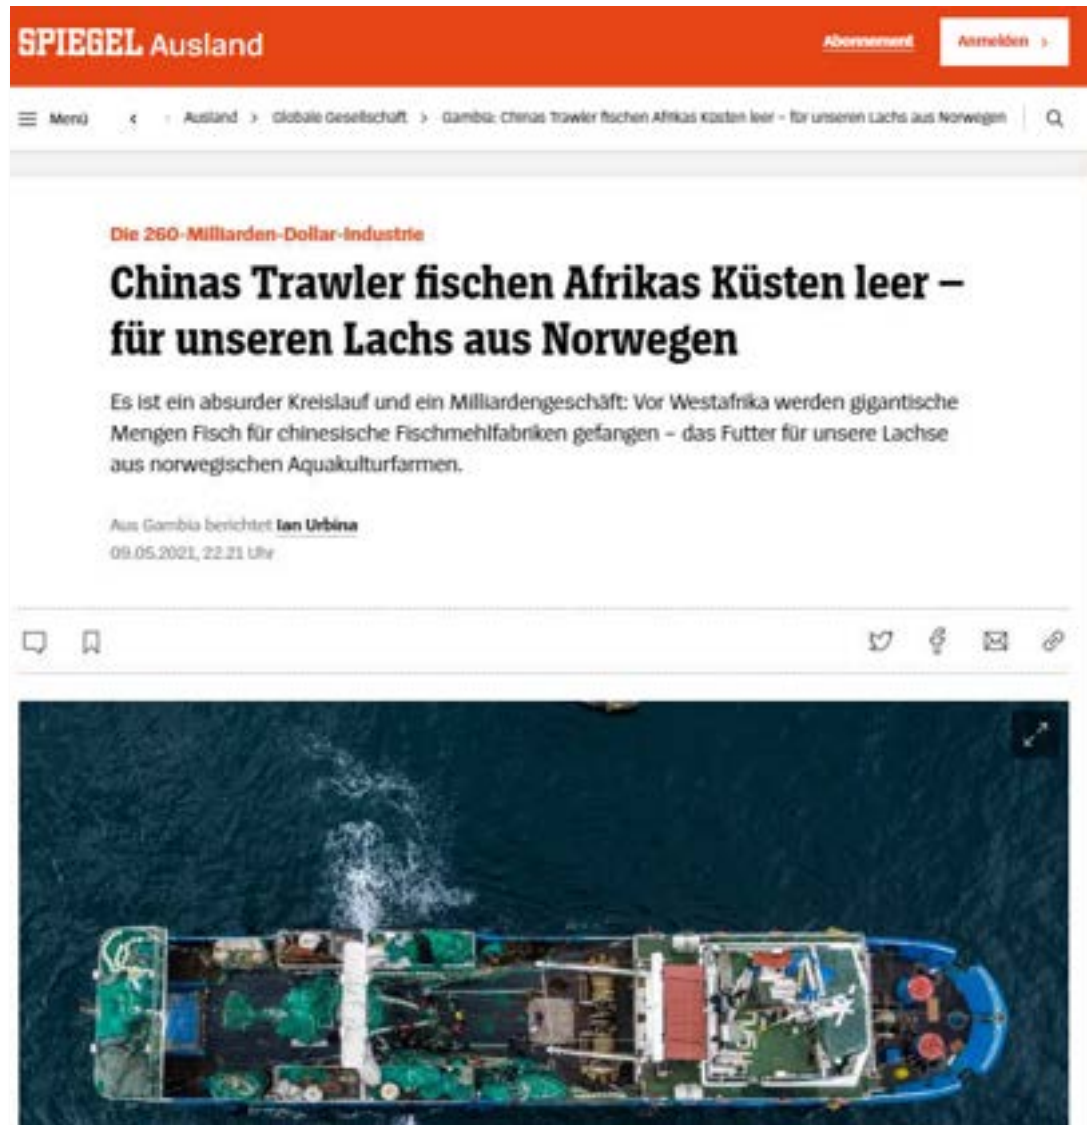 SPIEGEL Ausland
Abonnement
Anmelden
Menü
Ausland > Globale Gesellschaft > Gambia: Chinas Trawler fischen Afrikas Küsten leer – für unseren Lachs aus Norwegen
Die 260-Milliarden-Dollar-Industrie
Chinas Trawler fischen Afrikas Küsten leer –
für unseren Lachs aus Norwegen
Es ist ein absurder Kreislauf und ein Milliardengeschäft: Vor Westafrika werden gigantische
Mengen Fisch für chinesische Fischmehlfabriken gefangen – das Futter für unsere Lachse
aus norwegischen Aquakulturfarmen.
Aus Gambia berichtet Ian Urbina
09.05.2021, 22.21 Uhr